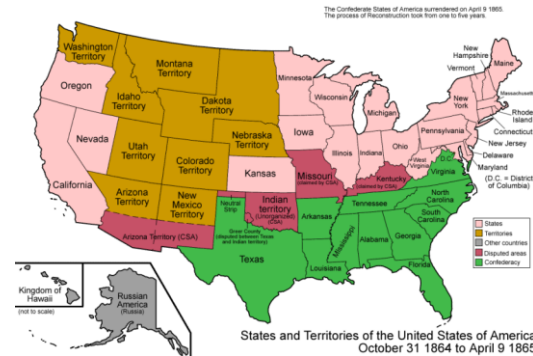 The Confederate States of America surrendered on April 9 1865.
The process of Reconstruction took from one to five years.
Washington
Territory
Montana
Territory
Oregon
Idaho
Territory
Dakota
Territory
Minnesota
Wisconsin
Michigan
New
Hampshire
Vermont
Maine
Massachusetts
New
York
Rhode
Island
Connecticut
New Jersey
Delaware
Maryland
(D.C. = District
of Columbia)
Pennsylvania
Nevada
California
Utah
Territory
Colorado
Territory
Nebraska
Territory
Iowa
Illinois
Indiana
Ohio
West
Virginia
D.C.
Virginia
Kansas
Missouri
(claimed by CSA)
Kentucky
(claimed by CSA)
Arizona
Territory
New
Mexico
Territory
Neutral
Strip
Indian
territory
(Unorganized)
(CSA)
Greer County
(disputed between Texas
and Indian territory)
Arizona Territory (CSA)
Arkansas
Tennessee
North
Carolina
South
Carolina
Mississippi
Alabama
Georgia
Texas
Louisiana
Florida
States
Territories
Other countries
Disputed areas
Confederacy
Kingdom of
Hawaii
(not to scale)
Russian
America
(Russia)
States and Territories of the United States of America
October 31 1864 to April 9 1865